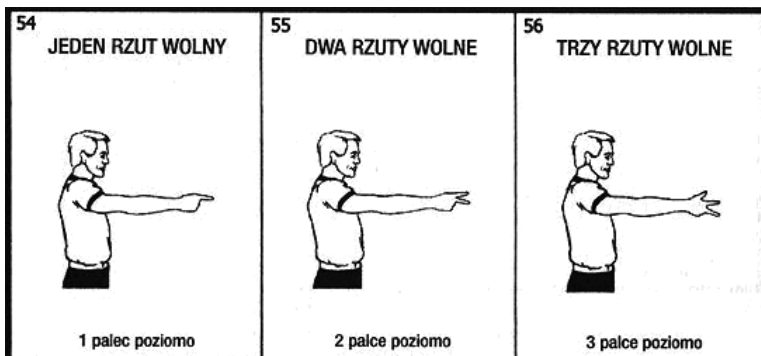 54
JEDEN RZUT WOLNY
1 palec poziomo
55
DWA RZUTY WOLNE
2 palce poziomo
56
TRZY RZUTY WOLNE
3 palce poziomo